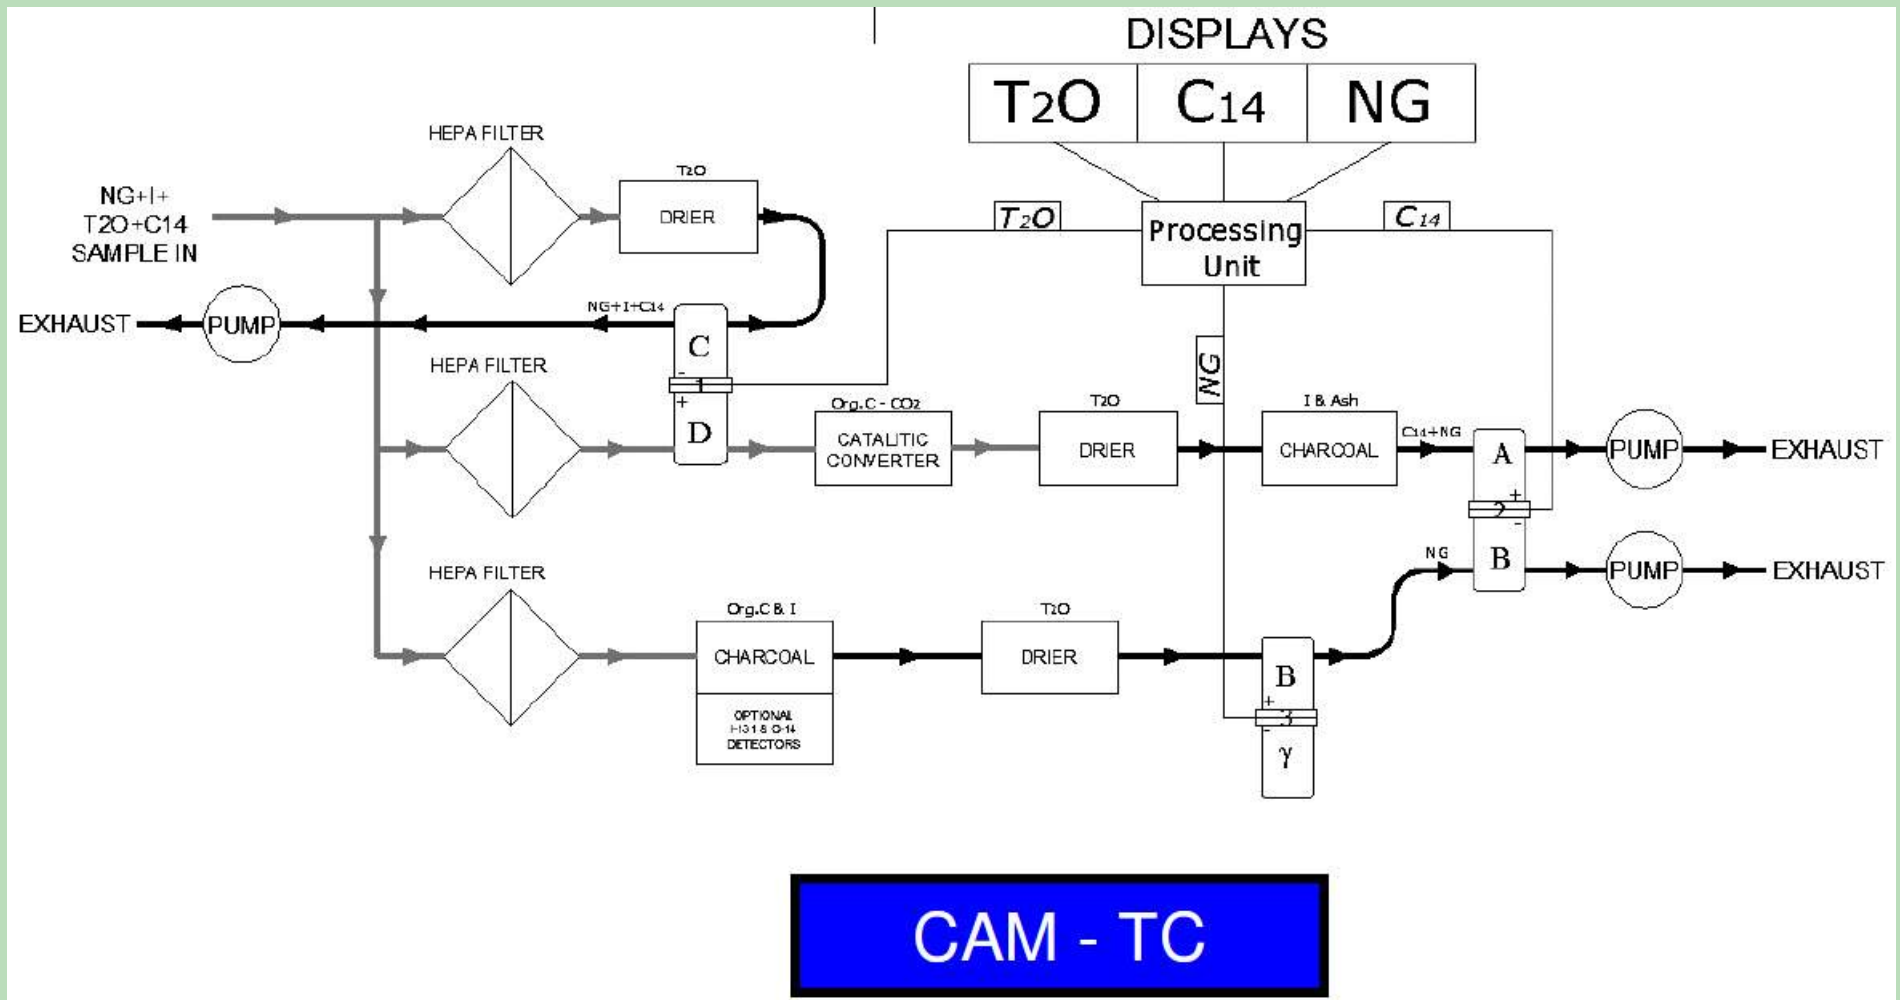 DISPLAYS
T2O C14 NG
HEPA FILTER
T2O
DRIER
NG+I+
T2O+C14
SAMPLE IN
T2O
Processing
Unit
C14
EXHAUST
PUMP
NG+I+C14
C
-
1
+
D
NG
HEPA FILTER
Org.C - CO2
CATALITIC
CONVERTER
T2O
DRIER
I & Ash
CHARCOAL
C14+NG
A
+
2
-
B
PUMP
EXHAUST
NG
PUMP
EXHAUST
HEPA FILTER
Org.C & I
CHARCOAL
OPTIONAL
DETECTORS
T2O
DRIER
B
+
3
-
γ
CAM - TC